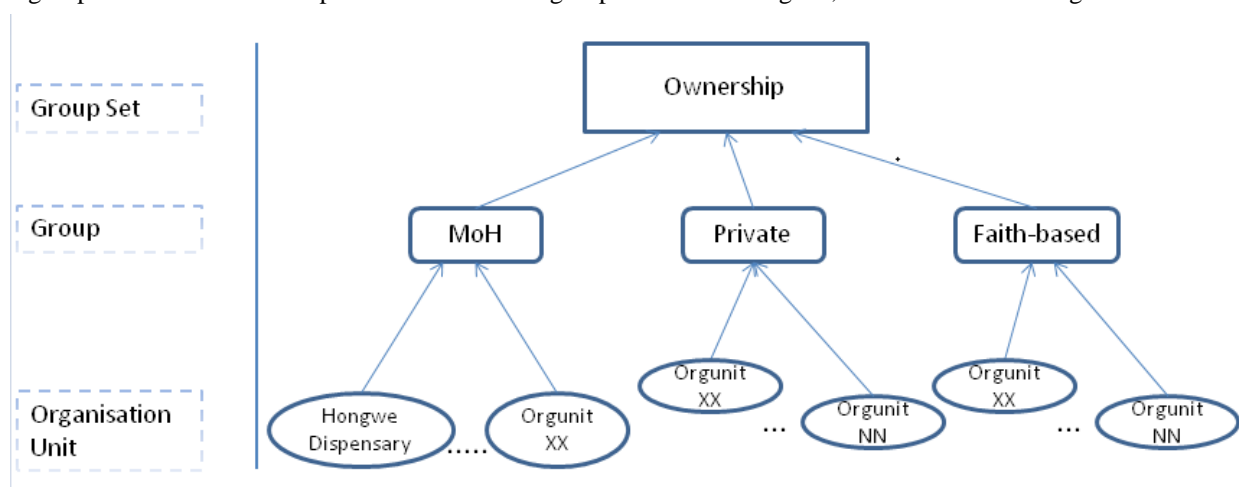 Ownership
Group Set
Group
MoH
Private
Faith-based
Orgunit
XX
Orgunit
XX
Organisation
Unit
Hongwe
Dispensary
.....
Orgunit
XX
...
Orgunit
NN
...
Orgunit
NN